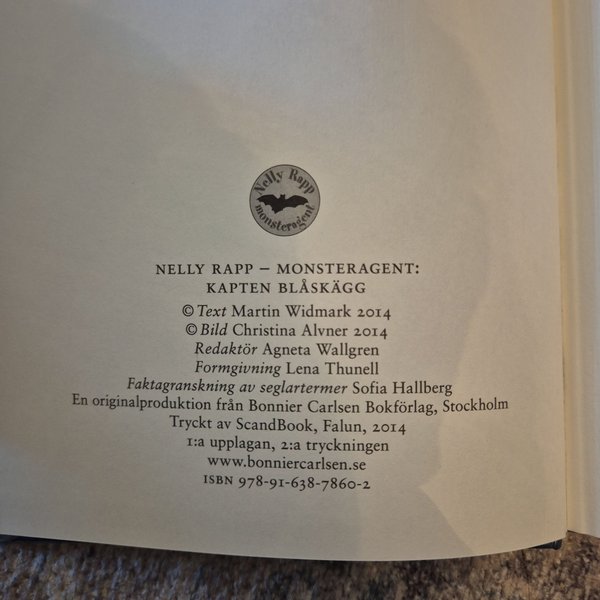 Nelly Rapp
monsteragent
NELLY RAPP – MONSTERAGENT:
KAPTEN BLÅSKÄGG
© Text Martin Widmark 2014
© Bild Christina Alvner 2014
Redaktör Agneta Wallgren
Formgivning Lena Thunell
Faktagranskning av seglartermer Sofia Hallberg
En originalproduktion från Bonnier Carlsen Bokförlag, Stockholm
Tryckt av ScandBook, Falun, 2014
1:a upplagan, 2:a tryckningen
www.bonniercarlsen.se
ISBN 978-91-638-7860-2